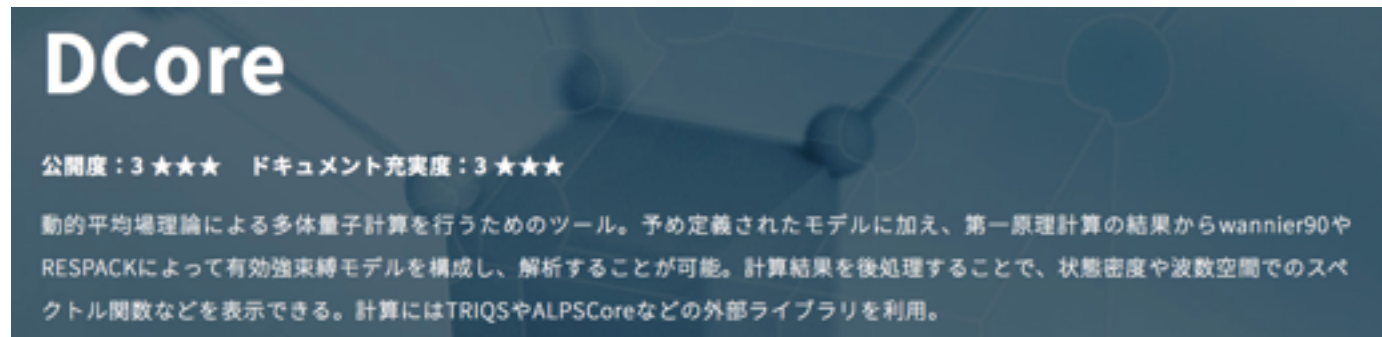 DCore
公開度：3 ★★★　ドキュメント充実度：3 ★★★
動的平均場理論による多体量子計算を行うためのツール。予め定義されたモデルに加え、第一原理計算の結果からwannier90や
RESPACKによって有効強束縛モデルを構成し、解析することが可能。計算結果を後処理することで、状態密度や波数空間でのスペ
クトル関数などを表示できる。計算にはTRIQSやALPSCoreなどの外部ライブラリを利用。